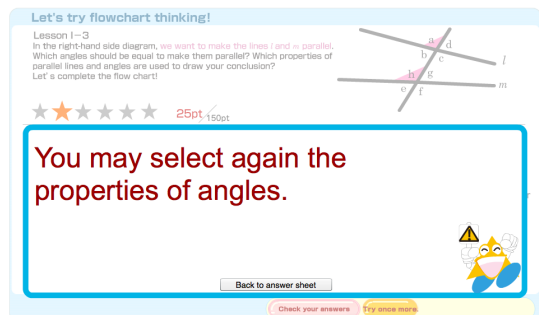 Let's try flowchart thinking!
Lesson I-3
In the right-hand side diagram, we want to make the lines l and m parallel.
Which angles should be equal to make them parallel? Which properties of
parallel lines and angles are used to draw your conclusion?
Let's complete the flow chart!
a
d
b
c
l
h
g
m
e
f
25pt / 150pt
You may select again the
properties of angles.
Back to answer sheet
Check your answeres
Try once more.